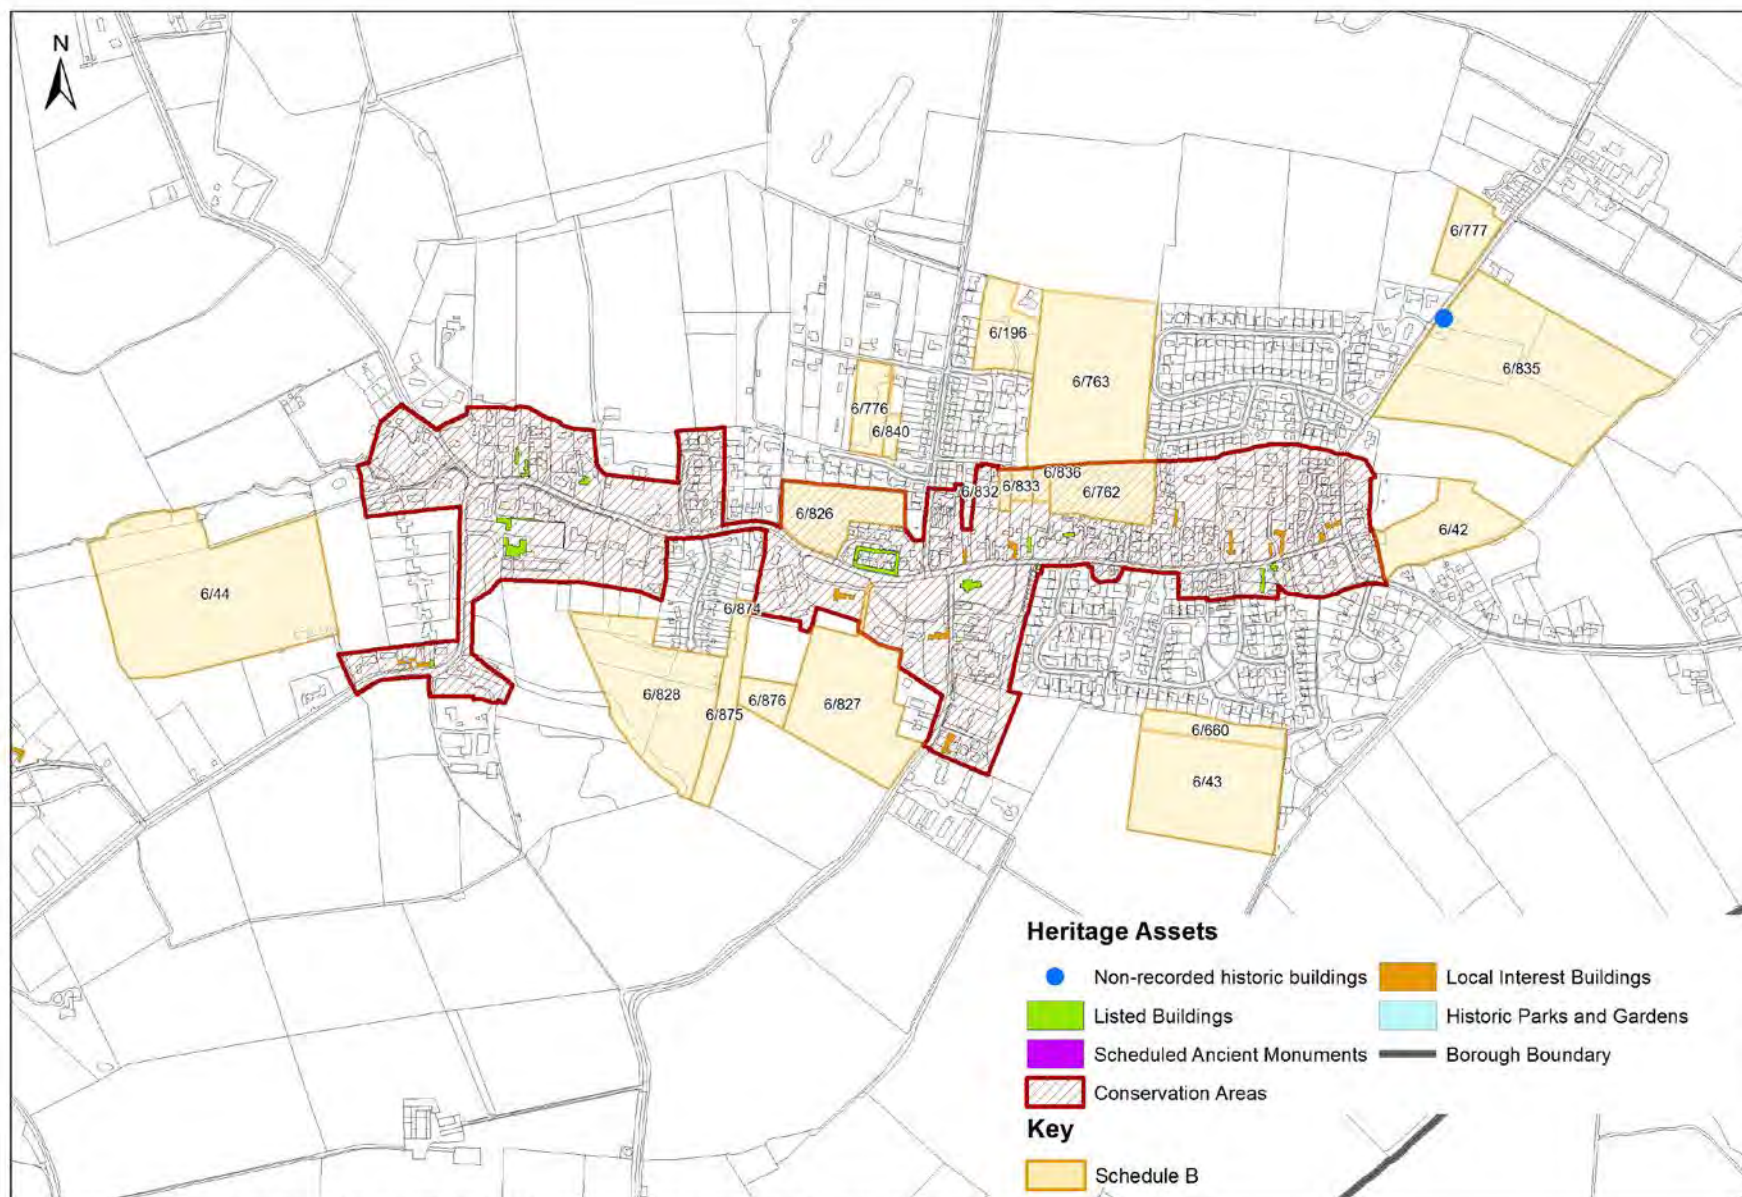 N
6/777
6/196
6/835
6/763
6/776
6/840
6/836
6/832
6/833
6/762
6/826
6/42
6/44
6/874
6/828
6/876
6/827
6/875
6/660
6/43
Heritage Assets
Non-recorded historic buildings
Local Interest Buildings
Listed Buildings
Historic Parks and Gardens
Scheduled Ancient Monuments
Borough Boundary
Conservation Areas
Key
Schedule B